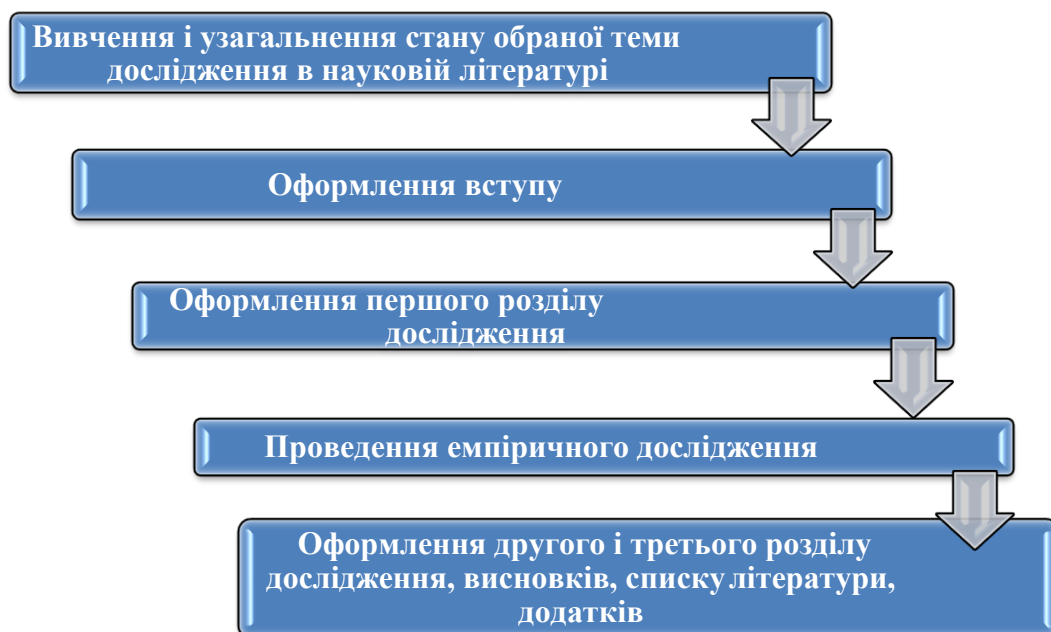 Вивчення і узагальнення стану обраної теми
дослідження в науковій літературі
Оформлення вступу
Оформлення першого розділу
дослідження
Проведення емпіричного дослідження
Оформлення другого і третього розділу
дослідження, висновків, списку літератури,
додатків